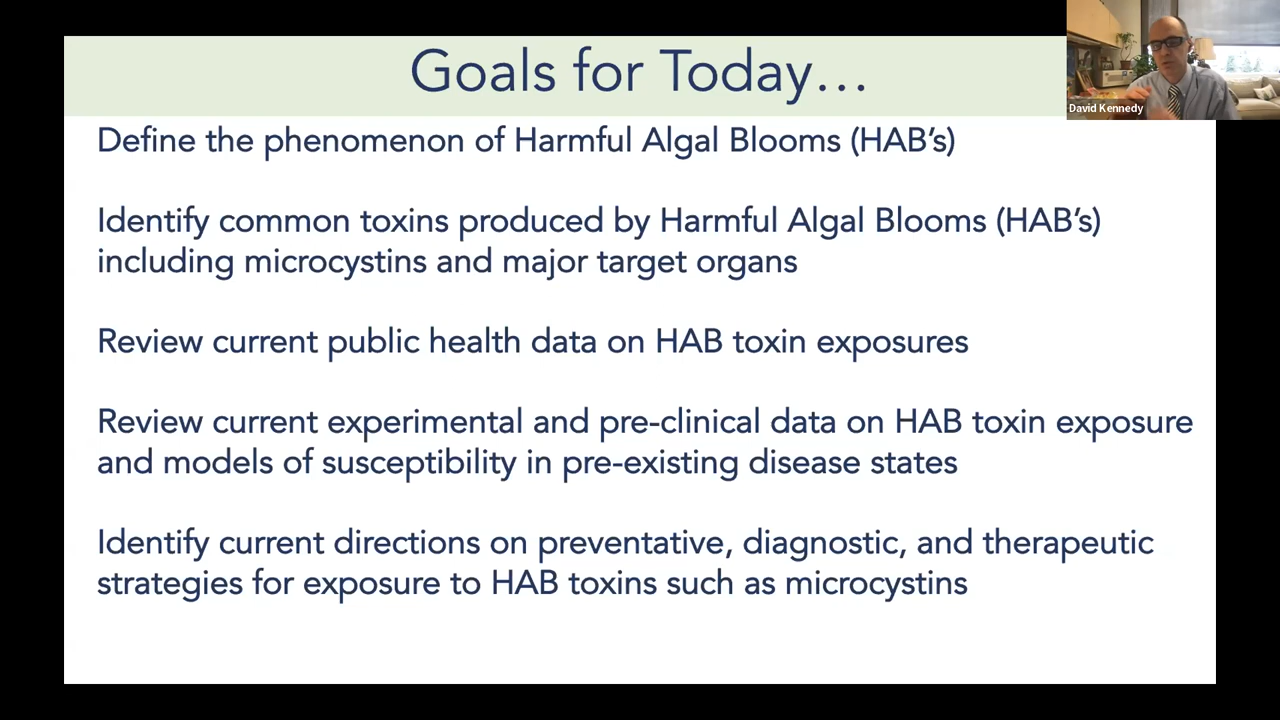 Goals for Today…
David Kennedy
Define the phenomenon of Harmful Algal Blooms (HAB's)
Identify common toxins produced by Harmful Algal Blooms (HAB's)
including microcystins and major target organs
Review current public health data on HAB toxin exposures
Review current experimental and pre-clinical data on HAB toxin exposure
and models of susceptibility in pre-existing disease states
Identify current directions on preventative, diagnostic, and therapeutic
strategies for exposure to HAB toxins such as microcystins